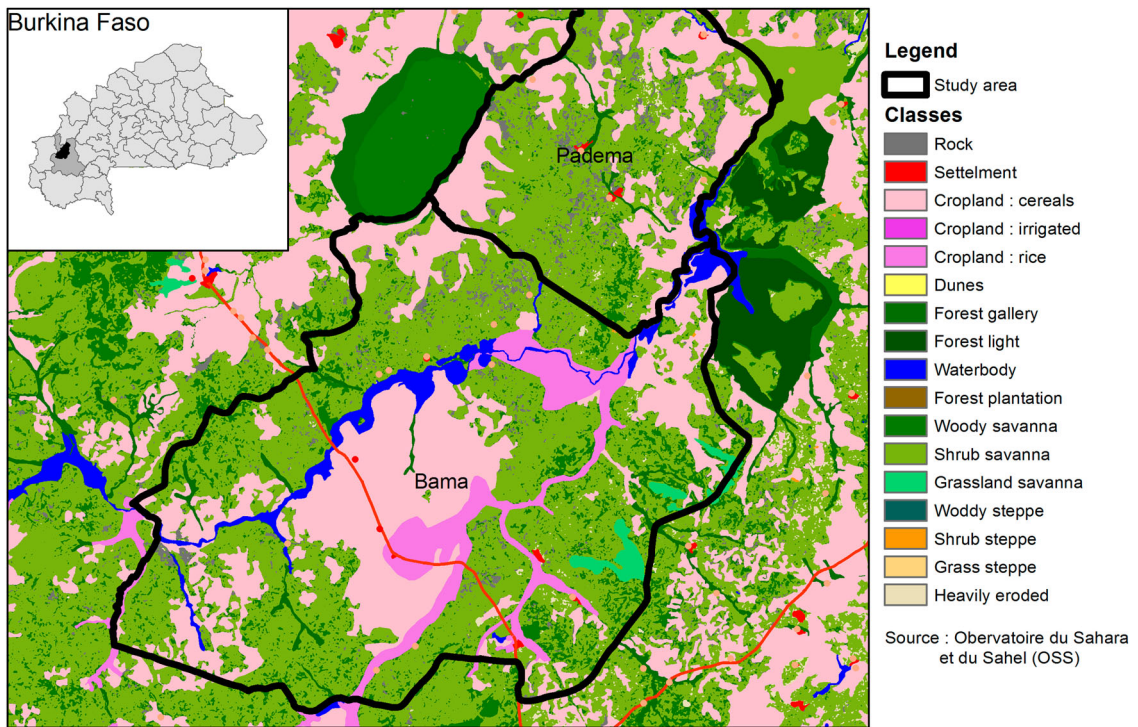 Burkina Faso
Padema
Bama
Legend
Study area
Classes
Rock
Settelment
Cropland : cereals
Cropland : irrigated
Cropland : rice
Dunes
Forest gallery
Forest light
Waterbody
Forest plantation
Woody savanna
Shrub savanna
Grassland savanna
Woddy steppe
Shrub steppe
Grass steppe
Heavily eroded
Source : Obervatoire du Sahara
et du Sahel (OSS)